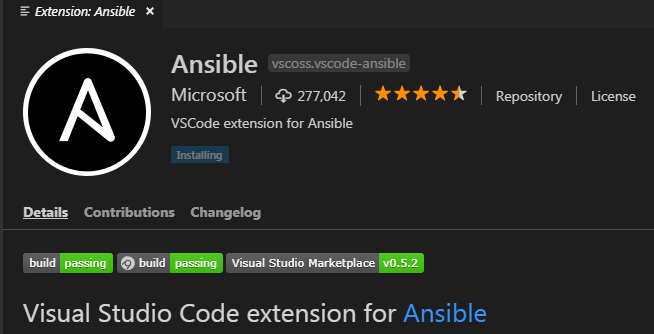 Extension: Ansible
Ansible vscoss.vscode-ansible
Microsoft 277,042 Repository License
VSCode extension for Ansible
Installing
Details Contributions Changelog
build passing build passing Visual Studio Marketplace v0.5.2
Visual Studio Code extension for Ansible